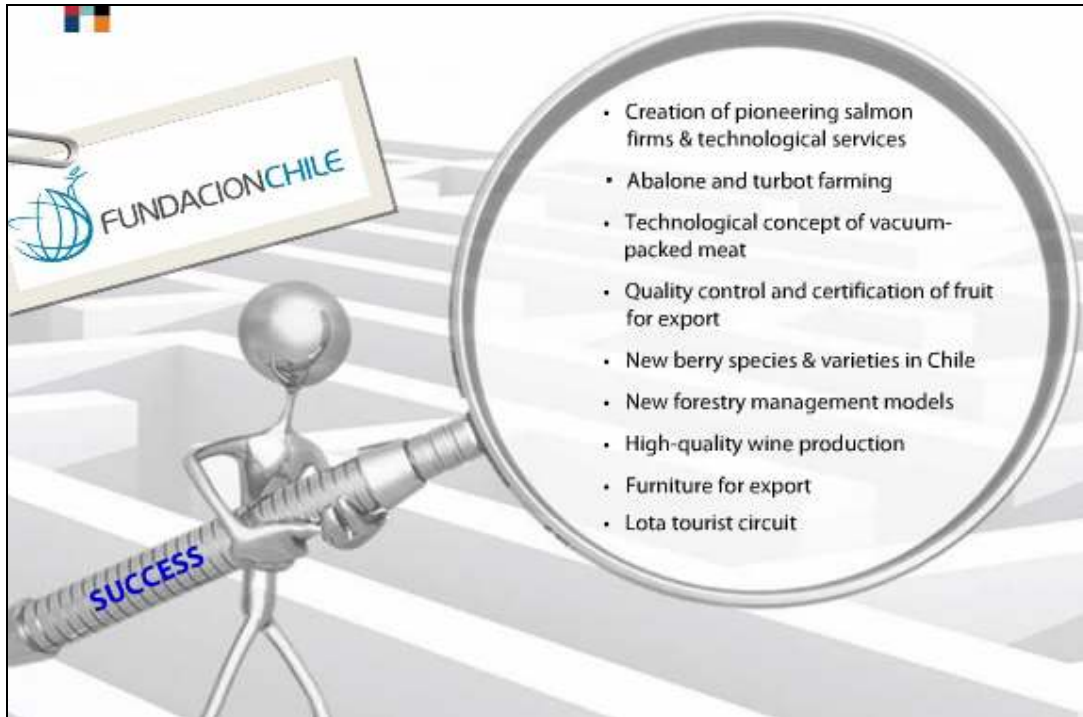 FUNDACIONCHILE
• Creation of pioneering salmon
firms & technological services
• Abalone and turbot farming
• Technological concept of vacuum-
packed meat
• Quality control and certification of fruit
for export
• New berry species & varieties in Chile
• New forestry management models
• High-quality wine production
• Furniture for export
• Lota tourist circuit
SUCCESS